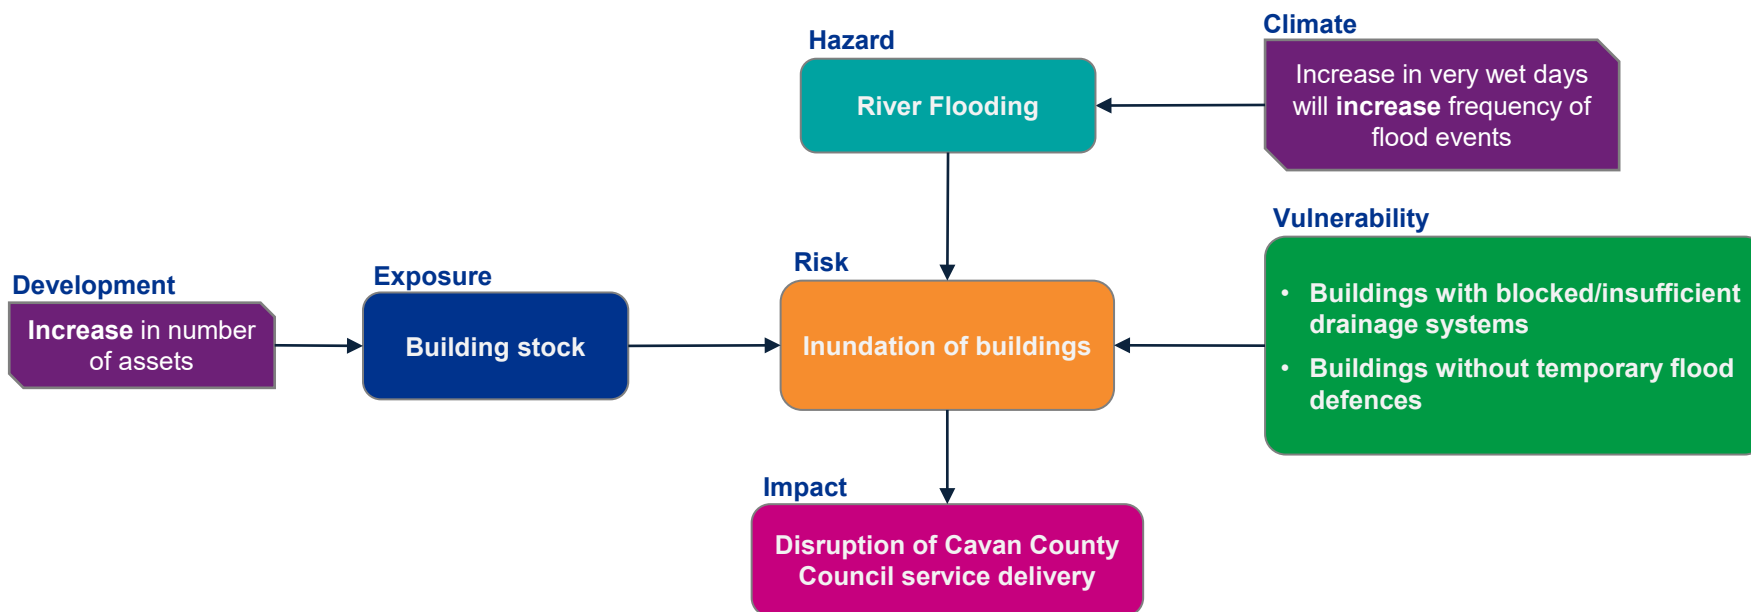 Climate
Hazard
Increase in very wet days
will increase frequency of
flood events
River Flooding
Vulnerability
• Buildings with blocked/insufficient
drainage systems
• Buildings without temporary flood
defences
Risk
Inundation of buildings
Exposure
Building stock
Development
Increase in number
of assets
Impact
Disruption of Cavan County
Council service delivery